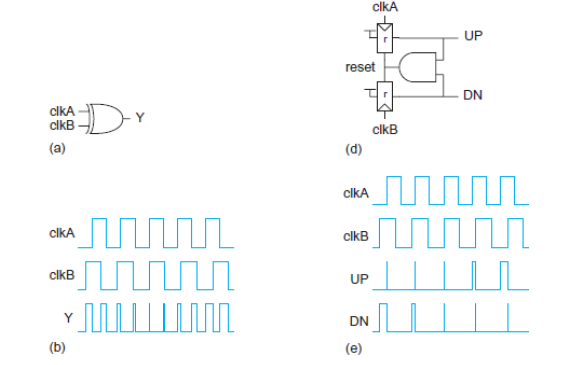 clkA
clkB
Y
(a)
clkA
clkB
Y
(b)
clkA
r
UP
reset
r
DN
clkB
(d)
clkA
clkB
UP
DN
(e)